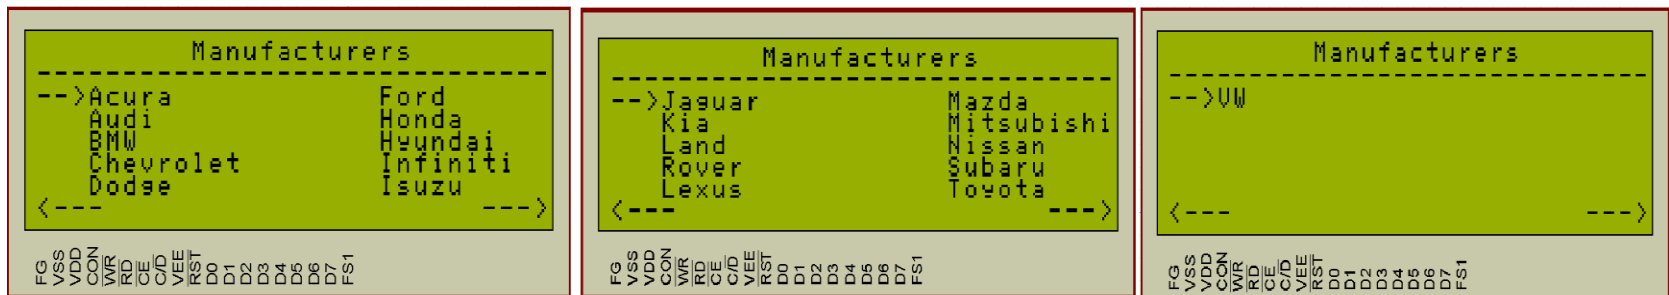 Manufacturers
------------------------------
-->Acura Ford
Audi Honda
BMW Hyundai
Chevrolet Infiniti
Dodge Isuzu
<--- --->
FG
VSS
VDD
CON
WR
RD
CE
C/D
VEE
RST
D0
D1
D2
D3
D4
D5
D6
D7
FS1
Manufacturers
------------------------------
-->Jaguar Mazda
Kia Mitsubishi
Land Nissan
Rover Subaru
Lexus Toyota
<--- --->
FG
VSS
VDD
CON
WR
RD
CE
C/D
VEE
RST
D0
D1
D2
D3
D4
D5
D6
D7
FS1
Manufacturers
------------------------------
-->VW
<--- --->
FG
VSS
VDD
CON
WR
RD
CE
C/D
VEE
RST
D0
D1
D2
D3
D4
D5
D6
D7
FS1